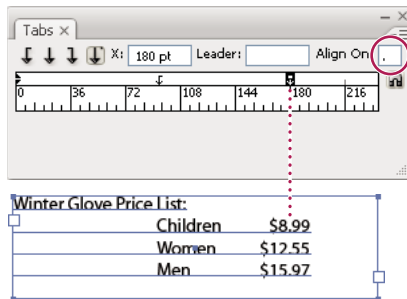 Tabs ×
X: 180 pt Leader: Align On: .
0 36 72 108 144 180 216
Winter Glove Price List:
Children $8.99
Women $12.55
Men $15.97